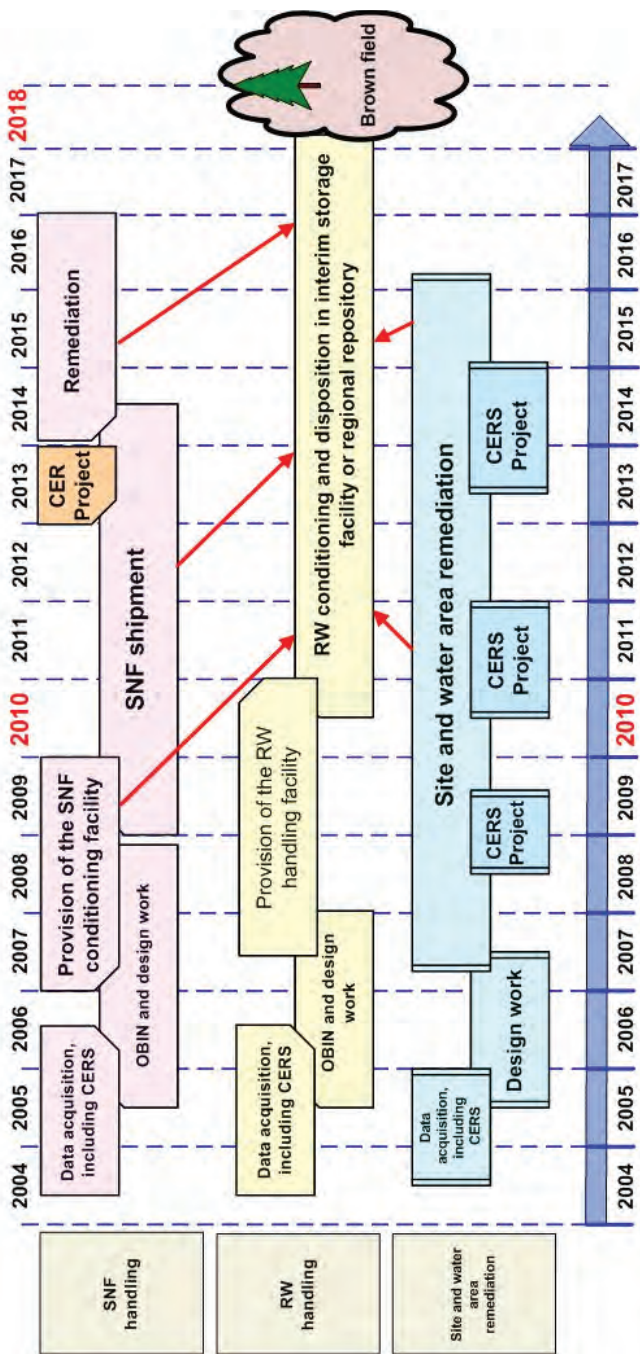 2004 2005 2006 2007 2008 2009 2010 2011 2012 2013 2014 2015 2016 2017 2018
SNF
handling
Data acquisition,
including CERS
OBIN and design work
Provision of the SNF
conditioning facility
SNF shipment
CER
Project
Remediation
RW
handling
Data acquisition,
including CERS
OBIN and design
work
Provision of the RW
handling facility
RW conditioning and disposition in interim storage
facility or regional repository
Brown field
Site and water
area
remediation
Data
acquisition,
including
CERS
Design work
Site and water area remediation
CERS
Project
CERS
Project
CERS
Project
2004 2005 2006 2007 2008 2009 2010 2011 2012 2013 2014 2015 2016 2017